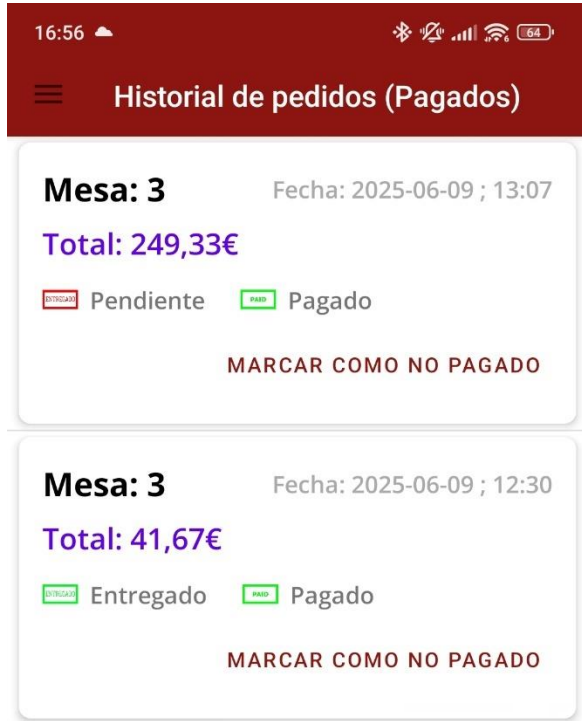 16:56
64
Historial de pedidos (Pagados)
Mesa: 3 Fecha: 2025-06-09 ; 13:07
Total: 249,33€
ENTREGADO Pendiente PAID Pagado
MARCAR COMO NO PAGADO
Mesa: 3 Fecha: 2025-06-09 ; 12:30
Total: 41,67€
ENTREGADO Entregado PAID Pagado
MARCAR COMO NO PAGADO